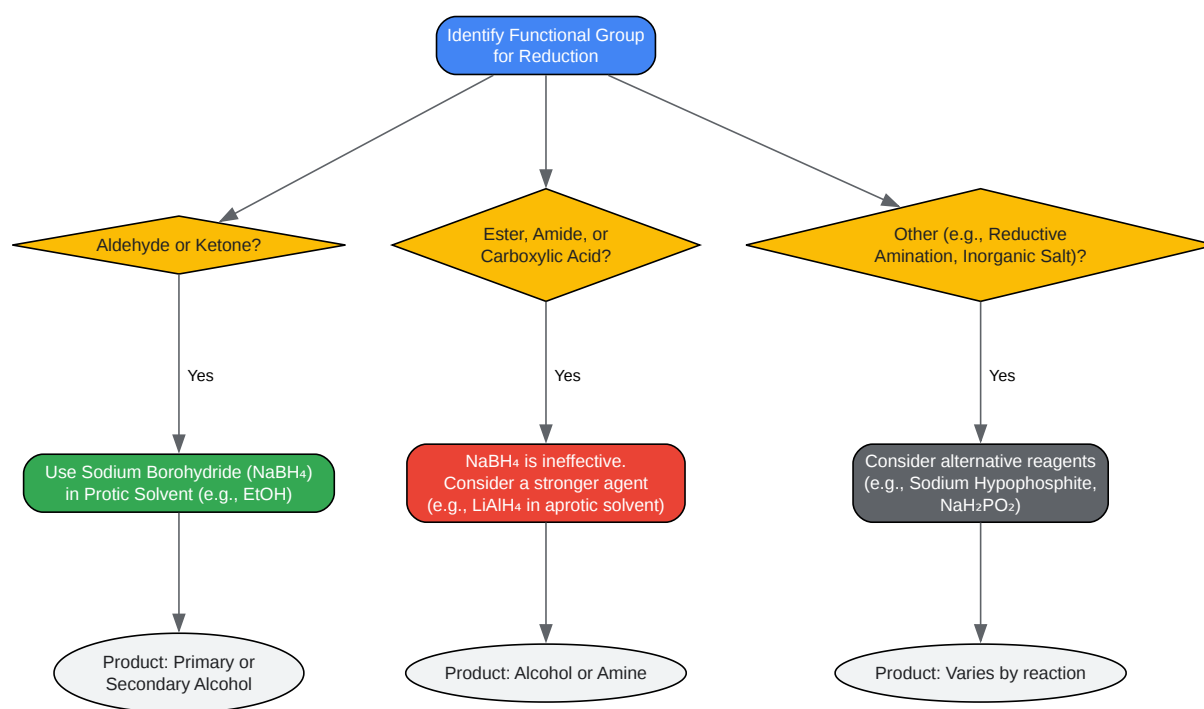 Identify Functional Group
for Reduction
Aldehyde or Ketone?
Ester, Amide, or
Carboxylic Acid?
Other (e.g., Reductive
Amination, Inorganic Salt)?
Yes
Yes
Yes
Use Sodium Borohydride (NaBH₄)
in Protic Solvent (e.g., EtOH)
NaBH₄ is ineffective.
Consider a stronger agent
(e.g., LiAlH₄ in aprotic solvent)
Consider alternative reagents
(e.g., Sodium Hypophosphite,
NaH₂PO₂)
Product: Primary or
Secondary Alcohol
Product: Alcohol or Amine
Product: Varies by reaction